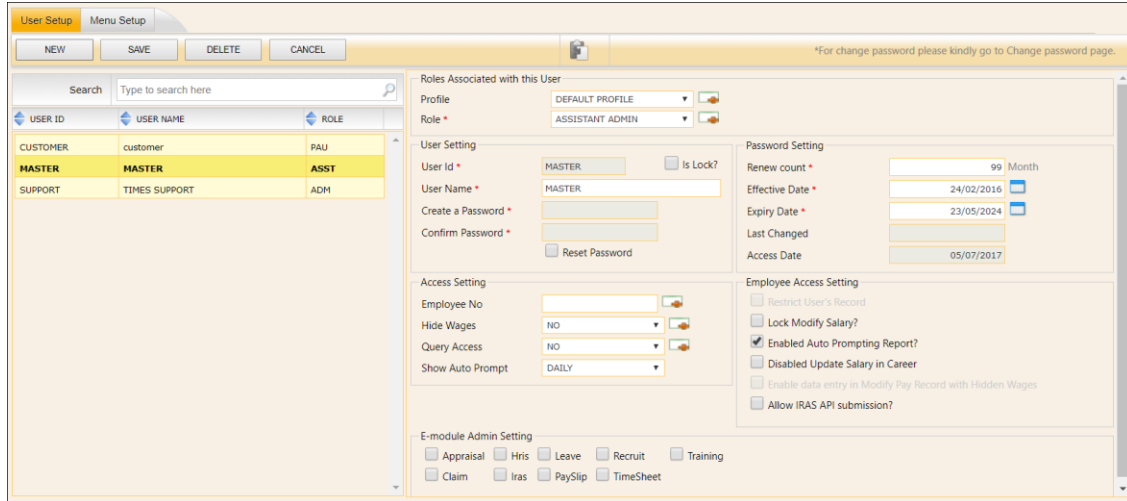 User Setup Menu Setup
NEW SAVE DELETE CANCEL *For change password please kindly go to Change password page.
Search Type to search here
USER ID USER NAME ROLE
CUSTOMER customer PAU
MASTER MASTER ASST
SUPPORT TIMES SUPPORT ADM
Roles Associated with this User
Profile DEFAULT PROFILE
Role * ASSISTANT ADMIN
User Setting
User Id * MASTER Is Lock?
User Name * MASTER
Create a Password *
Confirm Password *
Reset Password
Password Setting
Renew count * 99 Month
Effective Date * 24/02/2016
Expiry Date * 23/05/2024
Last Changed
Access Date 05/07/2017
Access Setting
Employee No
Hide Wages NO
Query Access NO
Show Auto Prompt DAILY
Employee Access Setting
Restrict User's Record
Lock Modify Salary?
Enabled Auto Prompting Report?
Disabled Update Salary in Career
Enable data entry in Modify Pay Record with Hidden Wages
Allow IRAS API submission?
E-module Admin Setting
Appraisal Hris Leave Recruit Training
Claim Iras PaySlip TimeSheet